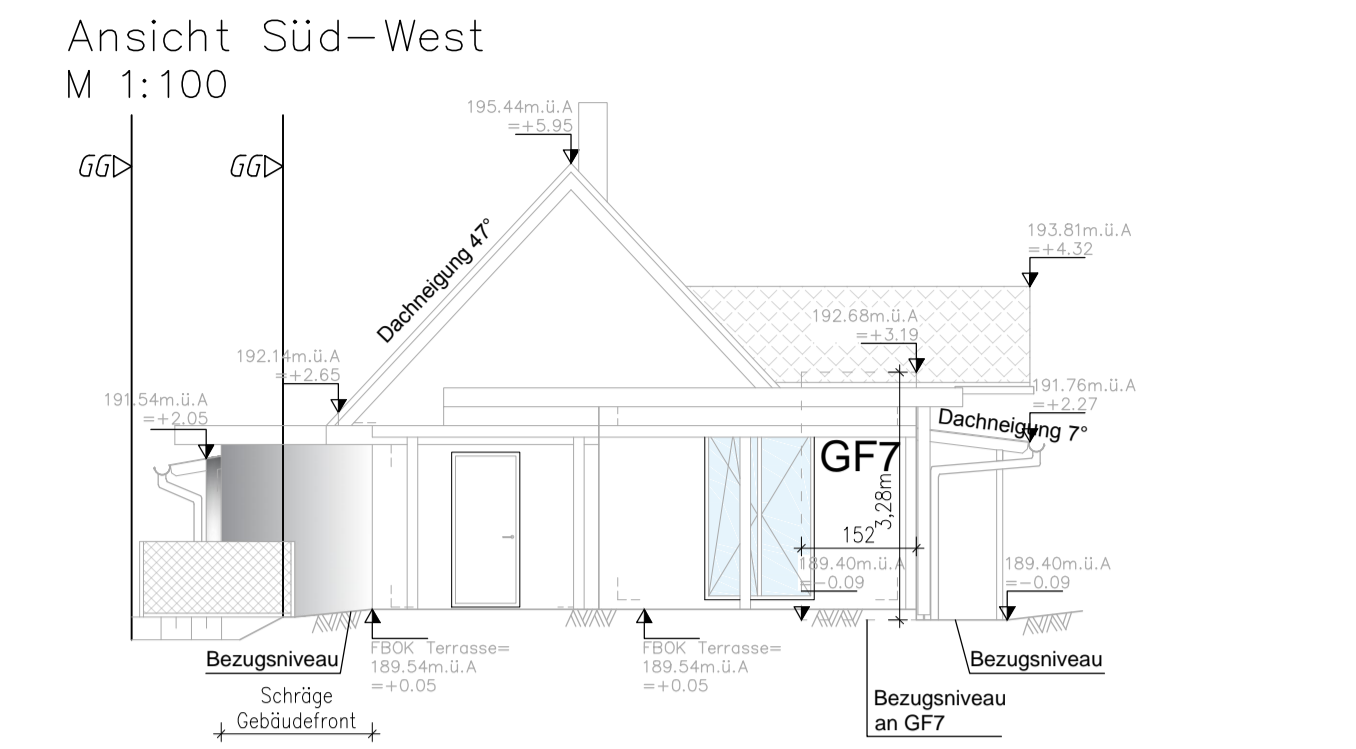 Ansicht Süd-West
M 1:100
195.44m.ü.A
=+5.95
GG
GG
Dachneigung 47°
193.81m.ü.A
=+4.32
192.68m.ü.A
=+3.19
192.14m.ü.A
=+2.65
191.54m.ü.A
=+2.05
191.76m.ü.A
=+2.27
Dachneigung 7°
GF7
3,28m
152
189.40m.ü.A
=-0.09
189.40m.ü.A
=-0.09
FBOK Terrasse=
189.54m.ü.A
=+0.05
FBOK Terrasse=
189.54m.ü.A
=+0.05
Bezugsniveau
Bezugsniveau
Schräge
Gebäudefront
Bezugsniveau
an GF7